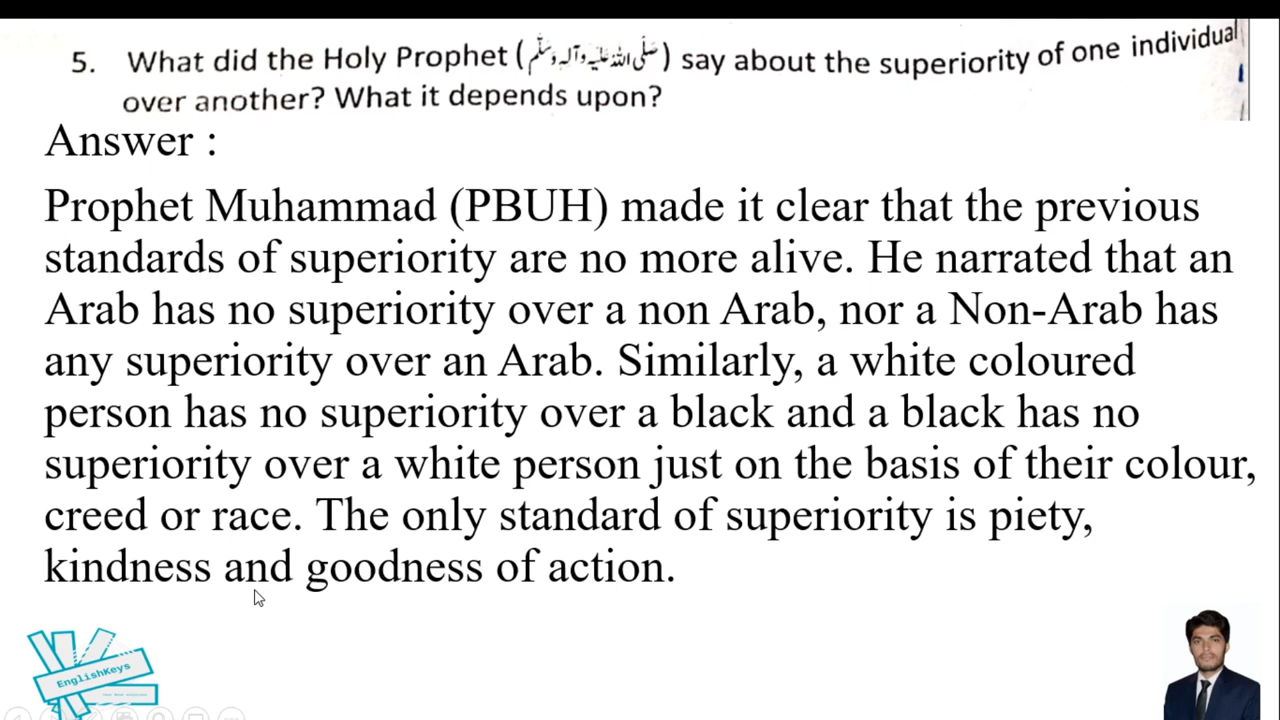 5. What did the Holy Prophet (صَلَّى اللهُ عَلَيْهِ وَآلِهٖ وَسَلَّم) say about the superiority of one individual
over another? What it depends upon?
Answer :
Prophet Muhammad (PBUH) made it clear that the previous
standards of superiority are no more alive. He narrated that an
Arab has no superiority over a non Arab, nor a Non-Arab has
any superiority over an Arab. Similarly, a white coloured
person has no superiority over a black and a black has no
superiority over a white person just on the basis of their colour,
creed or race. The only standard of superiority is piety,
kindness and goodness of action.
EnglishKeys